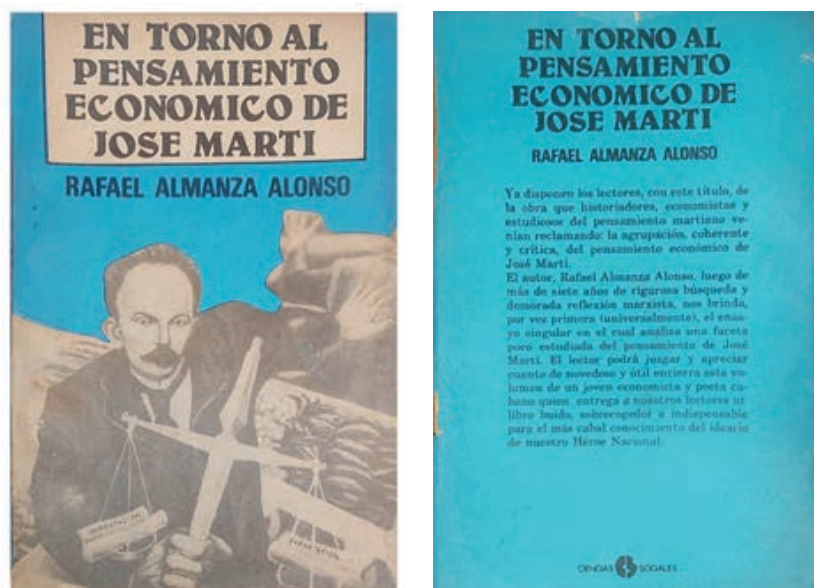 EN TORNO AL
PENSAMIENTO
ECONOMICO DE
JOSE MARTI
RAFAEL ALMANZA ALONSO
IMPORTACION
EN TORNO AL
PENSAMIENTO
ECONOMICO DE
JOSE MARTI
RAFAEL ALMANZA ALONSO
Ya disponen los lectores, con este título, de
la obra que historiadores, economistas y
estudiosos del pensamiento martiano ve-
nían reclamando: la agrupación, coherente
y crítica, del pensamiento económico de
José Martí.
El autor, Rafael Almanza Alonso, luego de
más de siete años de rigurosa búsqueda y
demorada reflexión marxista, nos brinda,
por vez primera (universalmente), el ensa-
yo singular en el cual analiza una faceta
poco estudiada del pensamiento de José
Martí. El lector podrá juzgar y apreciar
cuanto de novedoso y útil entierra este vo-
lumen de un joven economista y poeta cu-
bano quien entrega a nuestros lectores un
libro buido, sobrecogedor e indispensable
para el más cabal conocimiento del ideario
de nuestro Héroe Nacional.
CIENCIAS SOCIALES